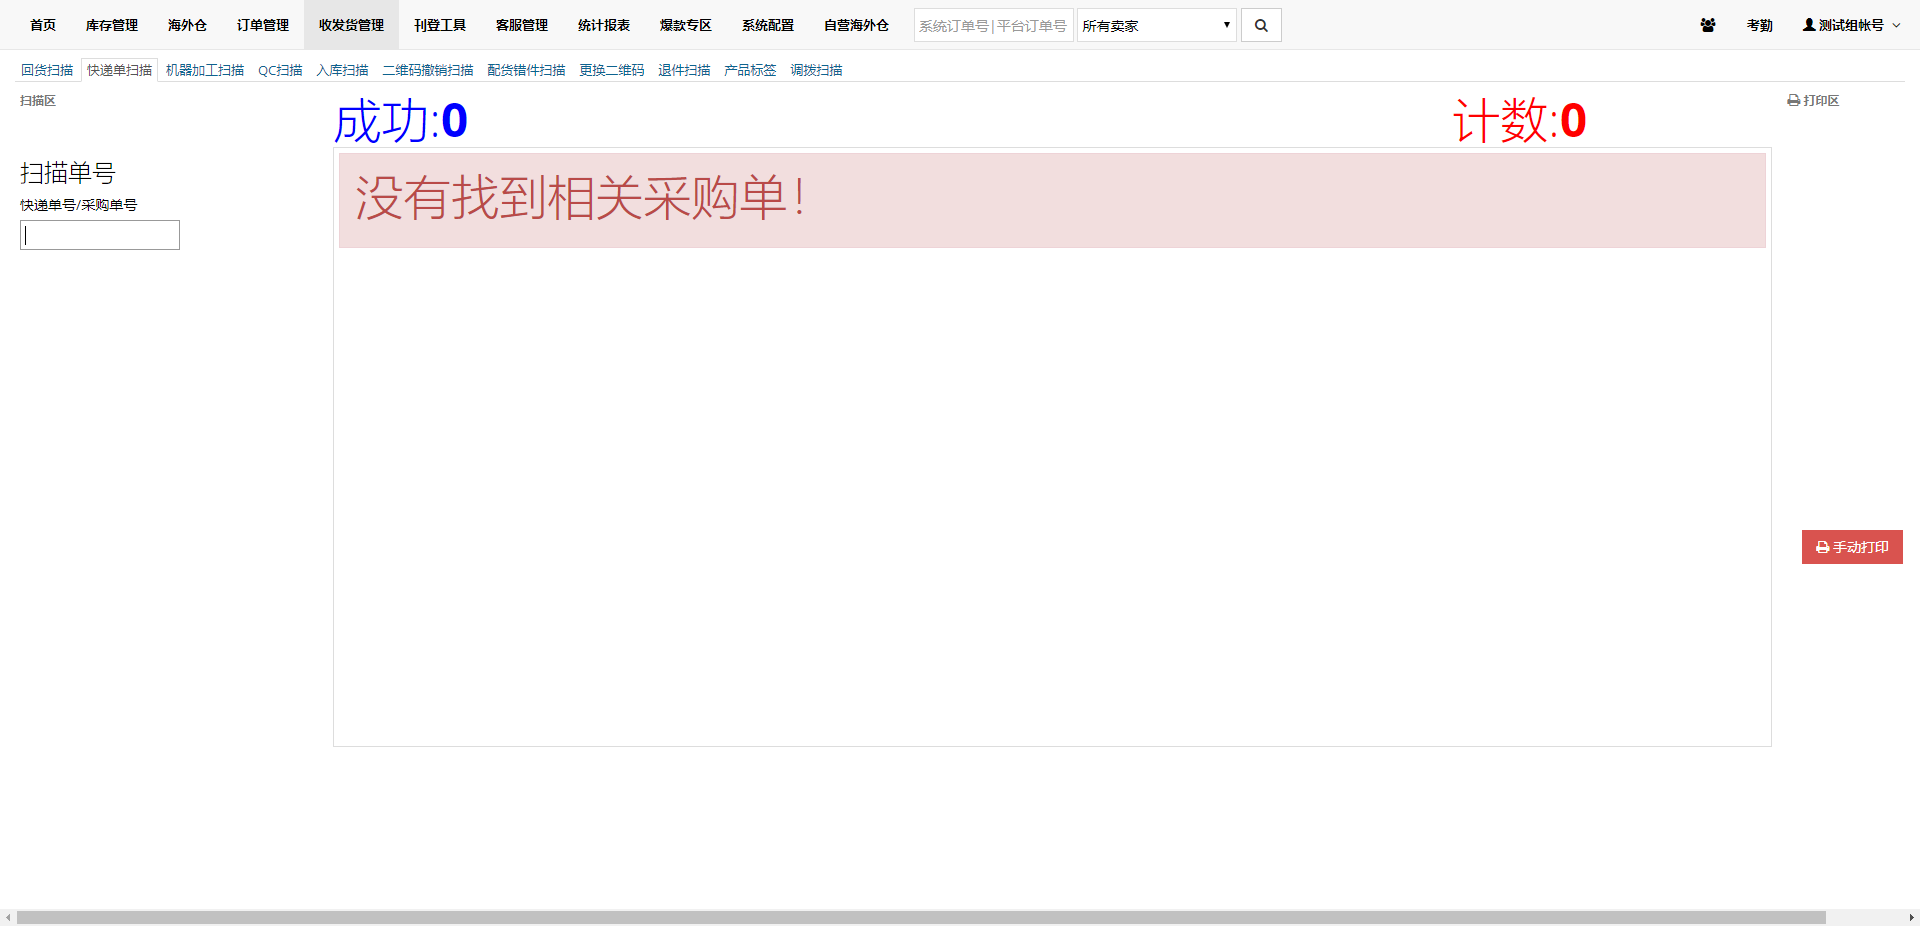 首页 库存管理 海外仓 订单管理 收发货管理 刊登工具 客服管理 统计报表 爆款专区 系统配置 自营海外仓 系统订单号|平台订单号 所有卖家 考勤 测试组帐号
回货扫描 快递单扫描 机器加工扫描 QC扫描 入库扫描 二维码撤销扫描 配货错件扫描 更换二维码 退件扫描 产品标签 调拨扫描
扫描区 成功:0 计数:0 打印区
扫描单号
没有找到相关采购单!
快递单号/采购单号
手动打印